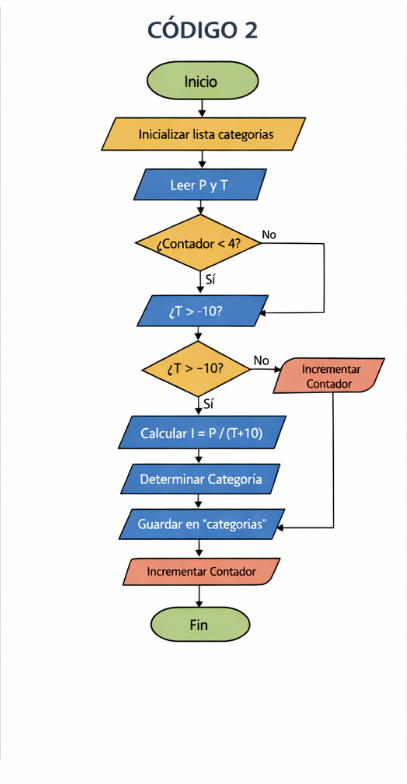 CÓDIGO 2
Inicio
Inicializar lista categorias
Leer P y T
¿Contador < 4?
No
Sí
¿T > -10?
¿T > −10?
No
Incrementar
Contador
Sí
Calcular I = P / (T+10)
Determinar Categoría
Guardar en "categorias"
Incrementar Contador
Fin